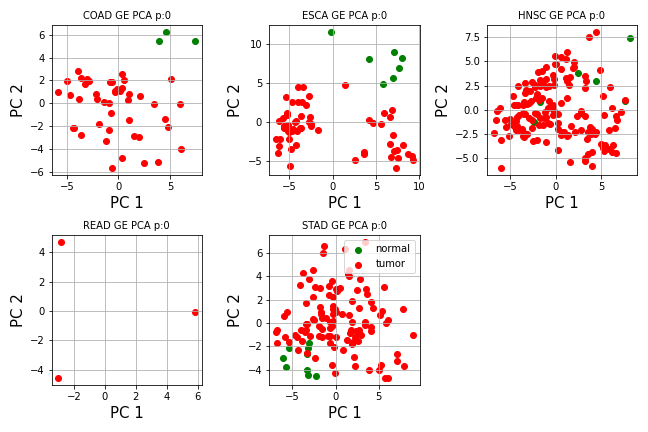 COAD GE PCA p:0
6
4
2
0
−2
−4
−6
−5
0
5
PC 1
PC 2
ESCA GE PCA p:0
10
5
0
−5
−5
0
5
10
PC 1
PC 2
HNSC GE PCA p:0
7.5
5.0
2.5
0.0
−2.5
−5.0
−5
0
5
PC 1
PC 2
READ GE PCA p:0
4
2
0
−2
−4
−2
0
2
4
6
PC 1
PC 2
STAD GE PCA p:0
normal
tumor
6
4
2
0
−2
−4
−5
0
5
PC 1
PC 2